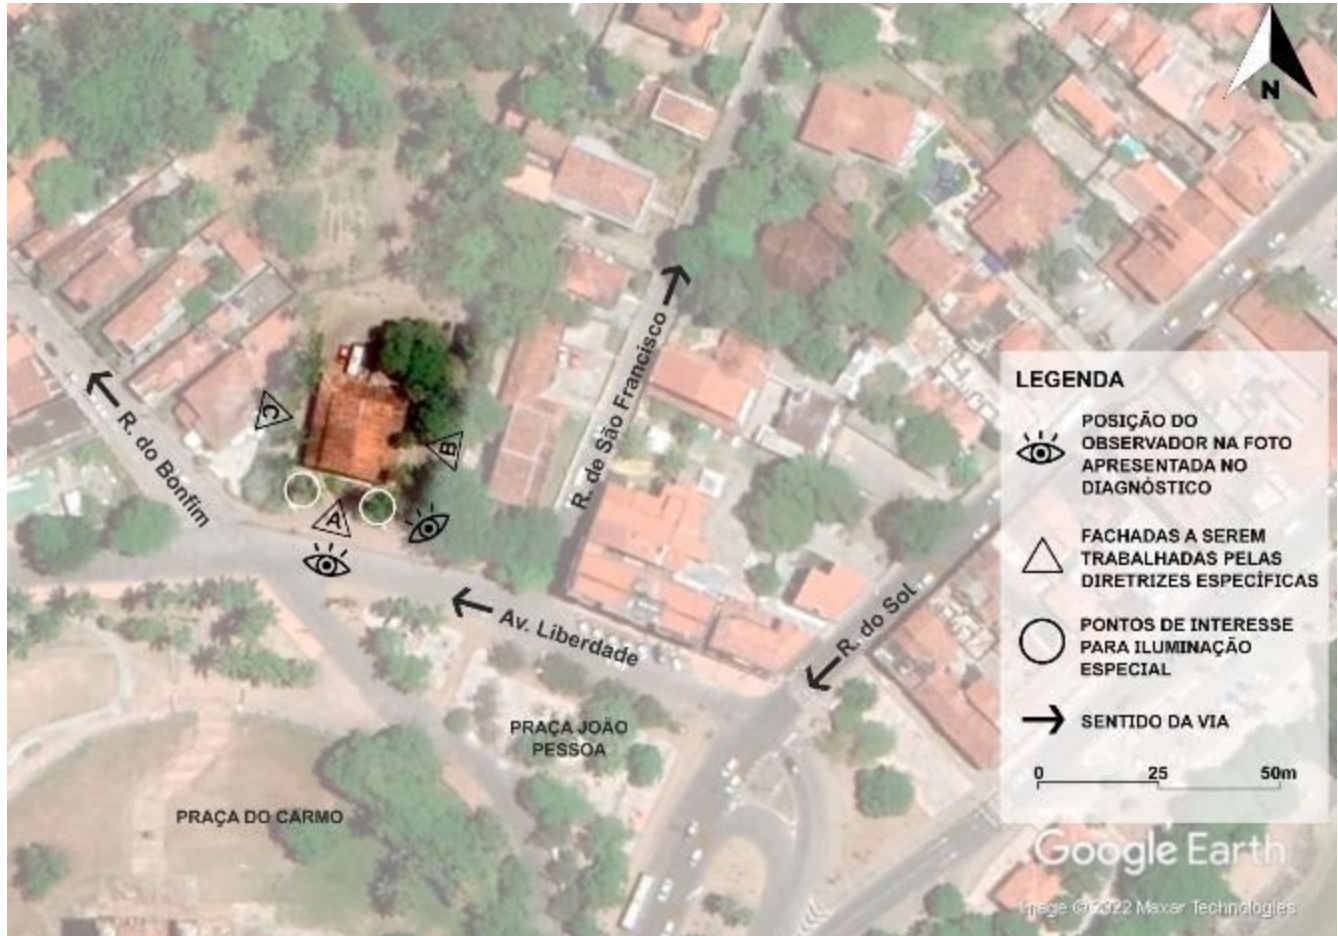 N
R. de São Francisco
R. do Bonfim
C
B
A
Av. Liberdade
R. do Sol
PRAÇA JOÃO
PESSOA
PRAÇA DO CARMO
LEGENDA
POSIÇÃO DO
OBSERVADOR NA FOTO
APRESENTADA NO
DIAGNÓSTICO
FACHADAS A SEREM
TRABALHADAS PELAS
DIRETRIZES ESPECÍFICAS
PONTOS DE INTERESSE
PARA ILUMINAÇÃO
ESPECIAL
SENTIDO DA VIA
0 25 50m
Google Earth
Image © 2022 Maxar Technologies